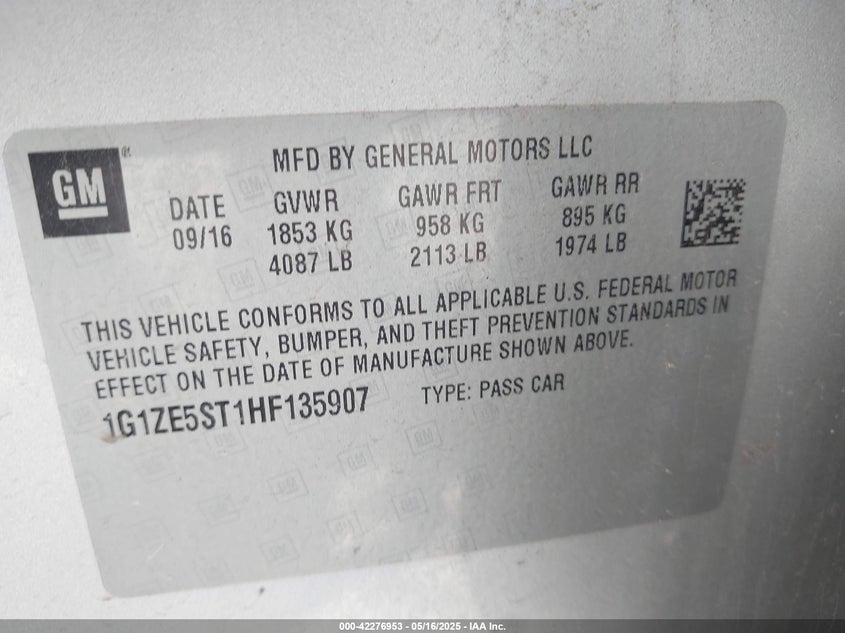 GM®
MFD BY GENERAL MOTORS LLC
DATE GVWR GAWR FRT GAWR RR
09/16 1853 KG 958 KG 895 KG
4087 LB 2113 LB 1974 LB
THIS VEHICLE CONFORMS TO ALL APPLICABLE U.S. FEDERAL MOTOR
VEHICLE SAFETY, BUMPER, AND THEFT PREVENTION STANDARDS IN
EFFECT ON THE DATE OF MANUFACTURE SHOWN ABOVE.
1G1ZE5ST1HF135907 TYPE: PASS CAR
000-42276953 - 05/16/2025 - IAA Inc.